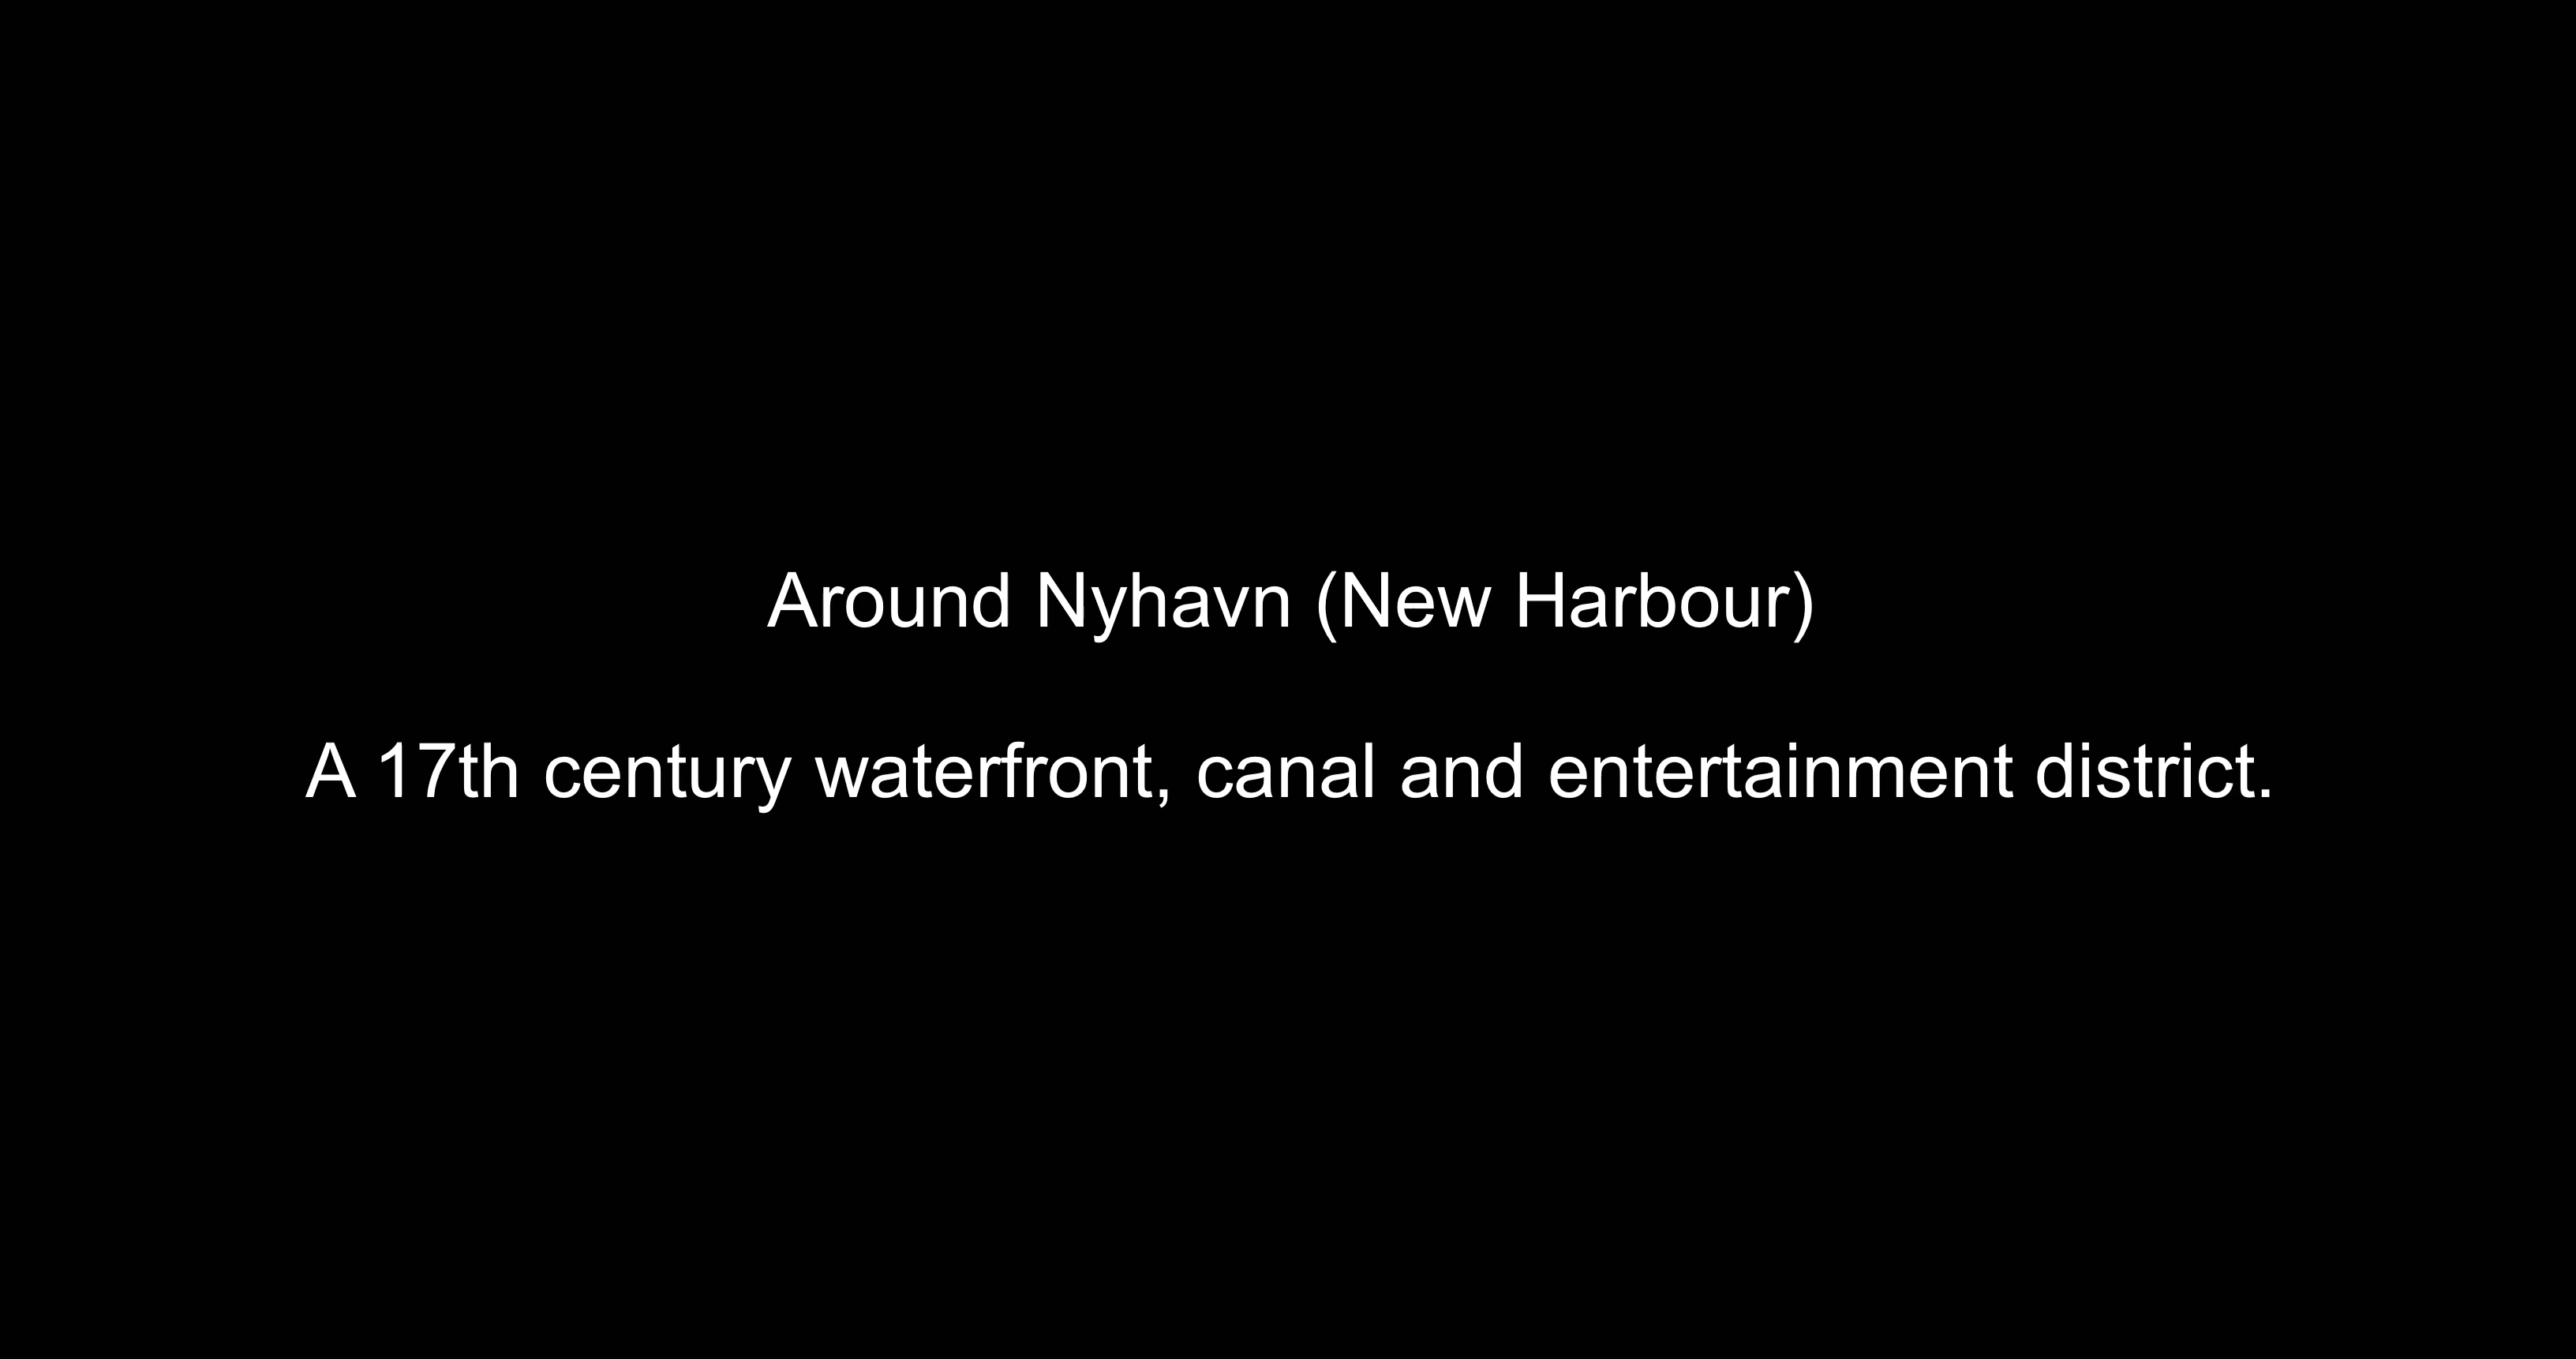 Around Nyhavn (New Harbour)
A 17th century waterfront, canal and entertainment district.